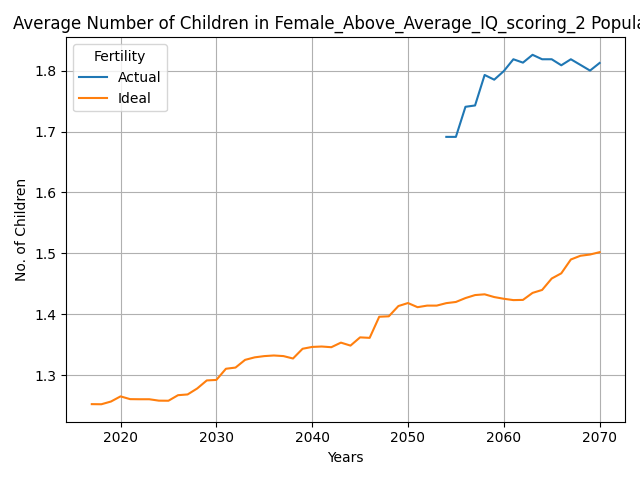 Average Number of Children in Female_Above_Average_IQ_scoring_2 Popula
Fertility
Actual
Ideal
1.8
1.7
1.6
1.5
1.4
1.3
No. of Children
2020 2030 2040 2050 2060 2070
Years